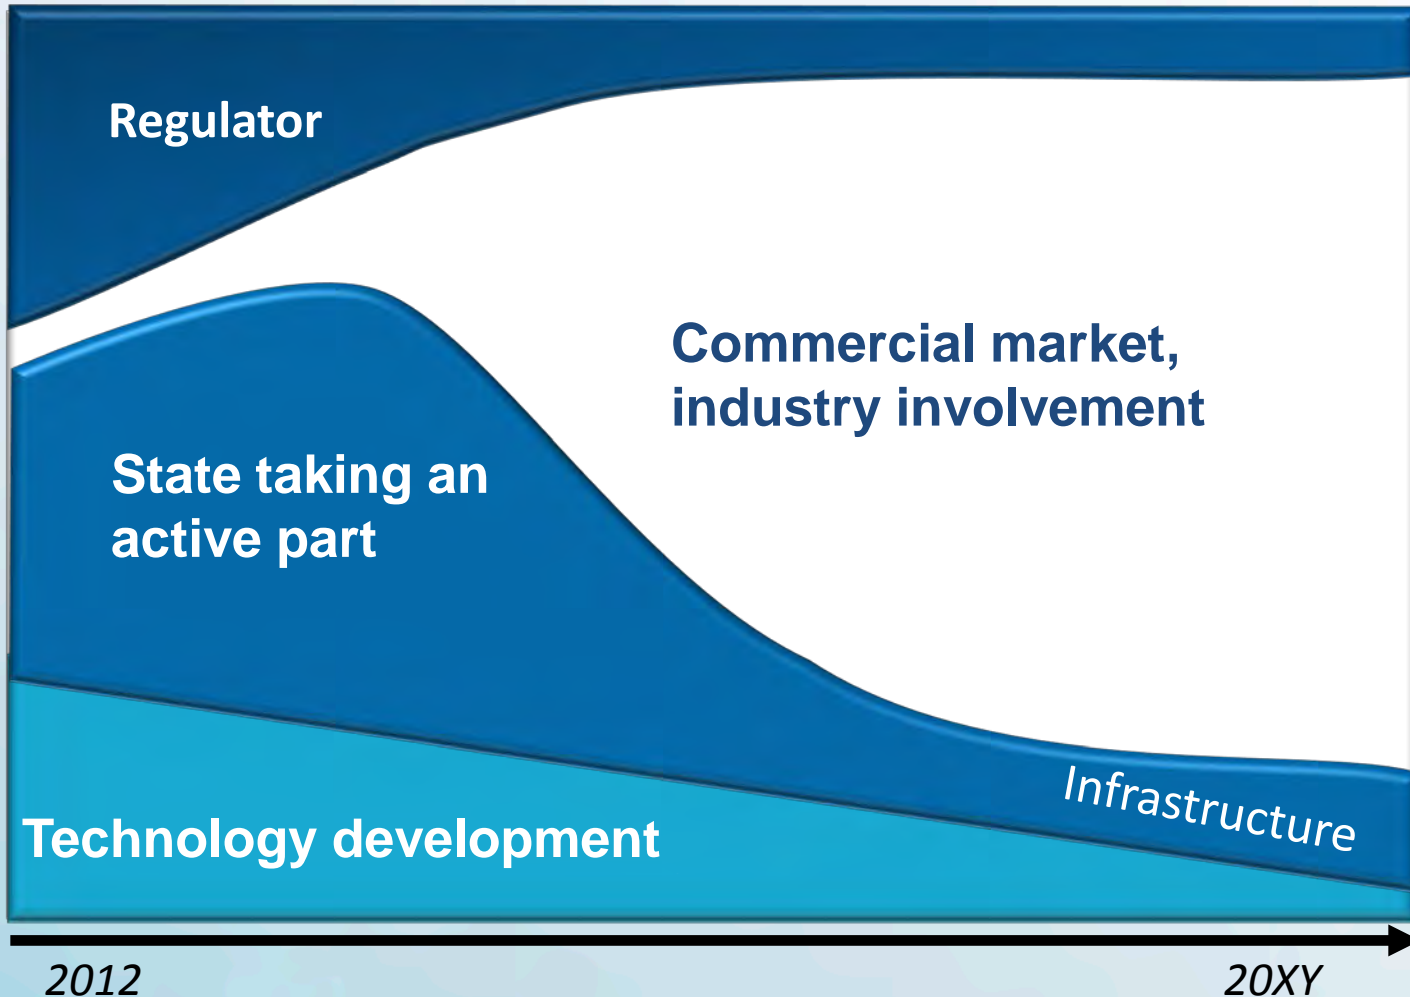 Regulator
Commercial market,
industry involvement
State taking an
active part
Infrastructure
Technology development
2012
20XY